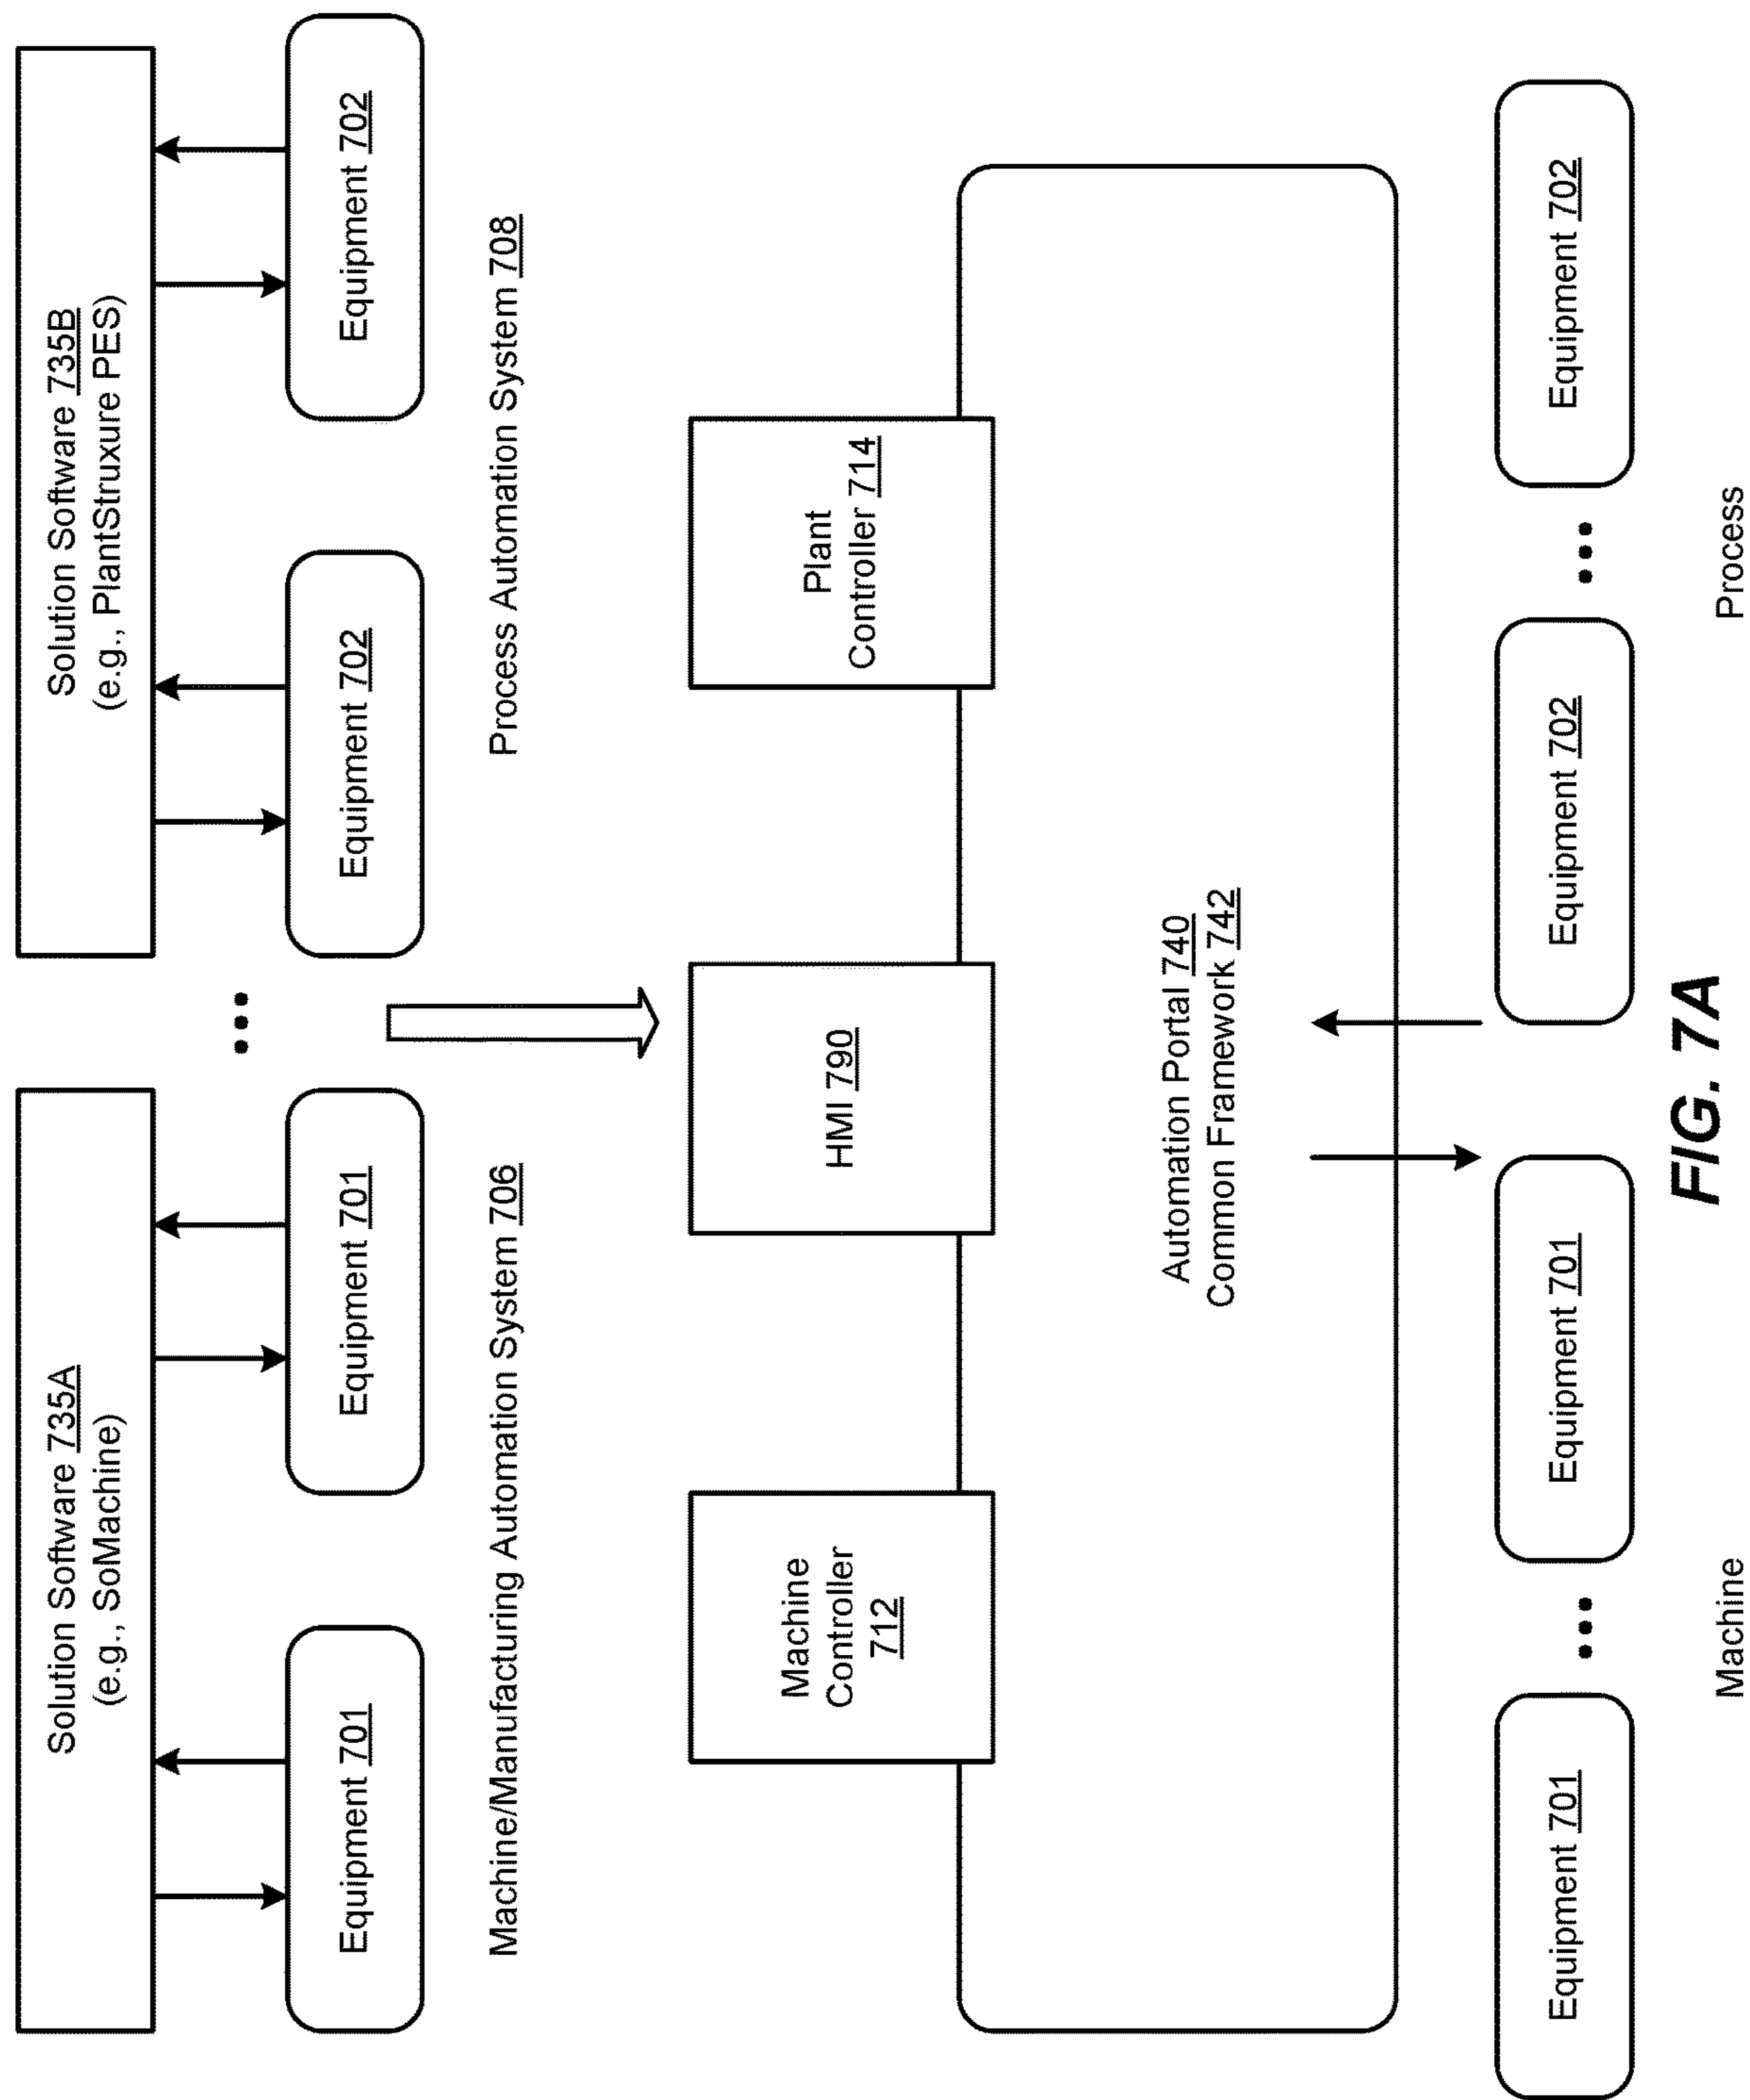 Solution Software 735A
(e.g., SoMachine)
Solution Software 735B
(e.g., PlantStruxure PES)
Equipment 701
Equipment 701
Equipment 702
Equipment 702
Machine/Manufacturing Automation System 706
Process Automation System 708
Machine
Controller
712
HMI 790
Plant
Controller 714
Automation Portal 740
Common Framework 742
Equipment 701
Equipment 701
Equipment 702
Equipment 702
Machine
Process
FIG. 7A